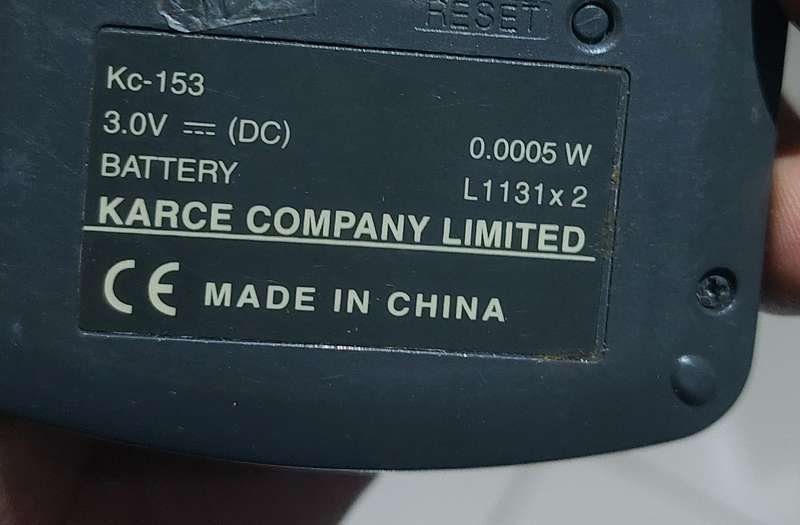 RESET
Kc-153
3.0V ⎓ (DC) 0.0005 W
BATTERY L1131x2
KARCE COMPANY LIMITED
CE MADE IN CHINA